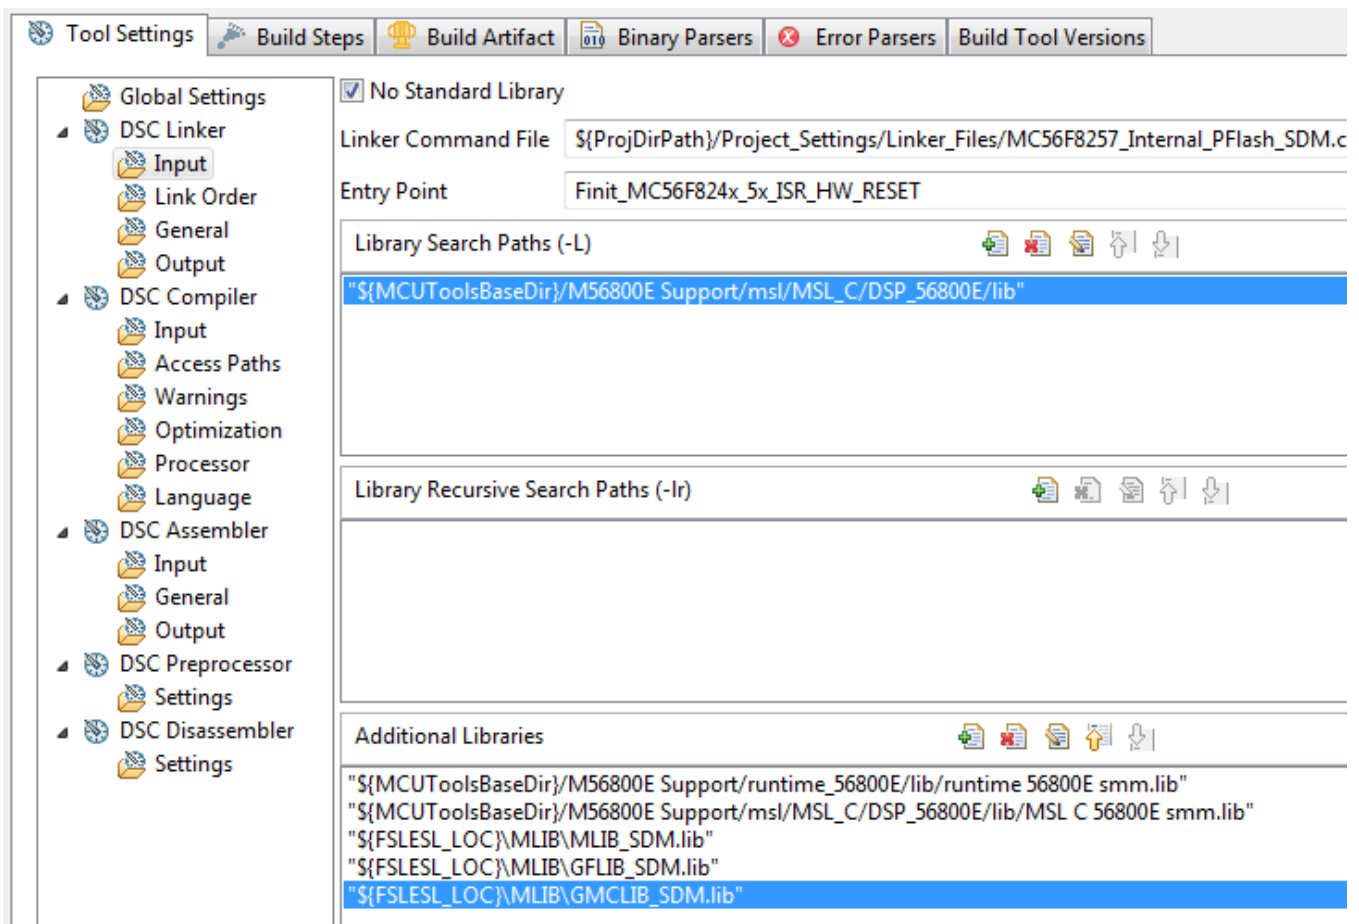 Tool Settings Build Steps Build Artifact Binary Parsers Error Parsers Build Tool Versions
Global Settings
DSC Linker
Input
Link Order
General
Output
DSC Compiler
Input
Access Paths
Warnings
Optimization
Processor
Language
DSC Assembler
Input
General
Output
DSC Preprocessor
Settings
DSC Disassembler
Settings
No Standard Library
Linker Command File ${ProjDirPath}/Project_Settings/Linker_Files/MC56F8257_Internal_PFlash_SDM.c
Entry Point Finit_MC56F824x_5x_ISR_HW_RESET
Library Search Paths (-L)
"${MCUToolsBaseDir}/M56800E Support/msl/MSL_C/DSP_56800E/lib"
Library Recursive Search Paths (-lr)
Additional Libraries
"${MCUToolsBaseDir}/M56800E Support/runtime_56800E/lib/runtime 56800E smm.lib"
"${MCUToolsBaseDir}/M56800E Support/msl/MSL_C/DSP_56800E/lib/MSL C 56800E smm.lib"
"${FSLESL_LOC}\MLIB\MLIB_SDM.lib"
"${FSLESL_LOC}\MLIB\GFLIB_SDM.lib"
"${FSLESL_LOC}\MLIB\GMCLIB_SDM.lib"